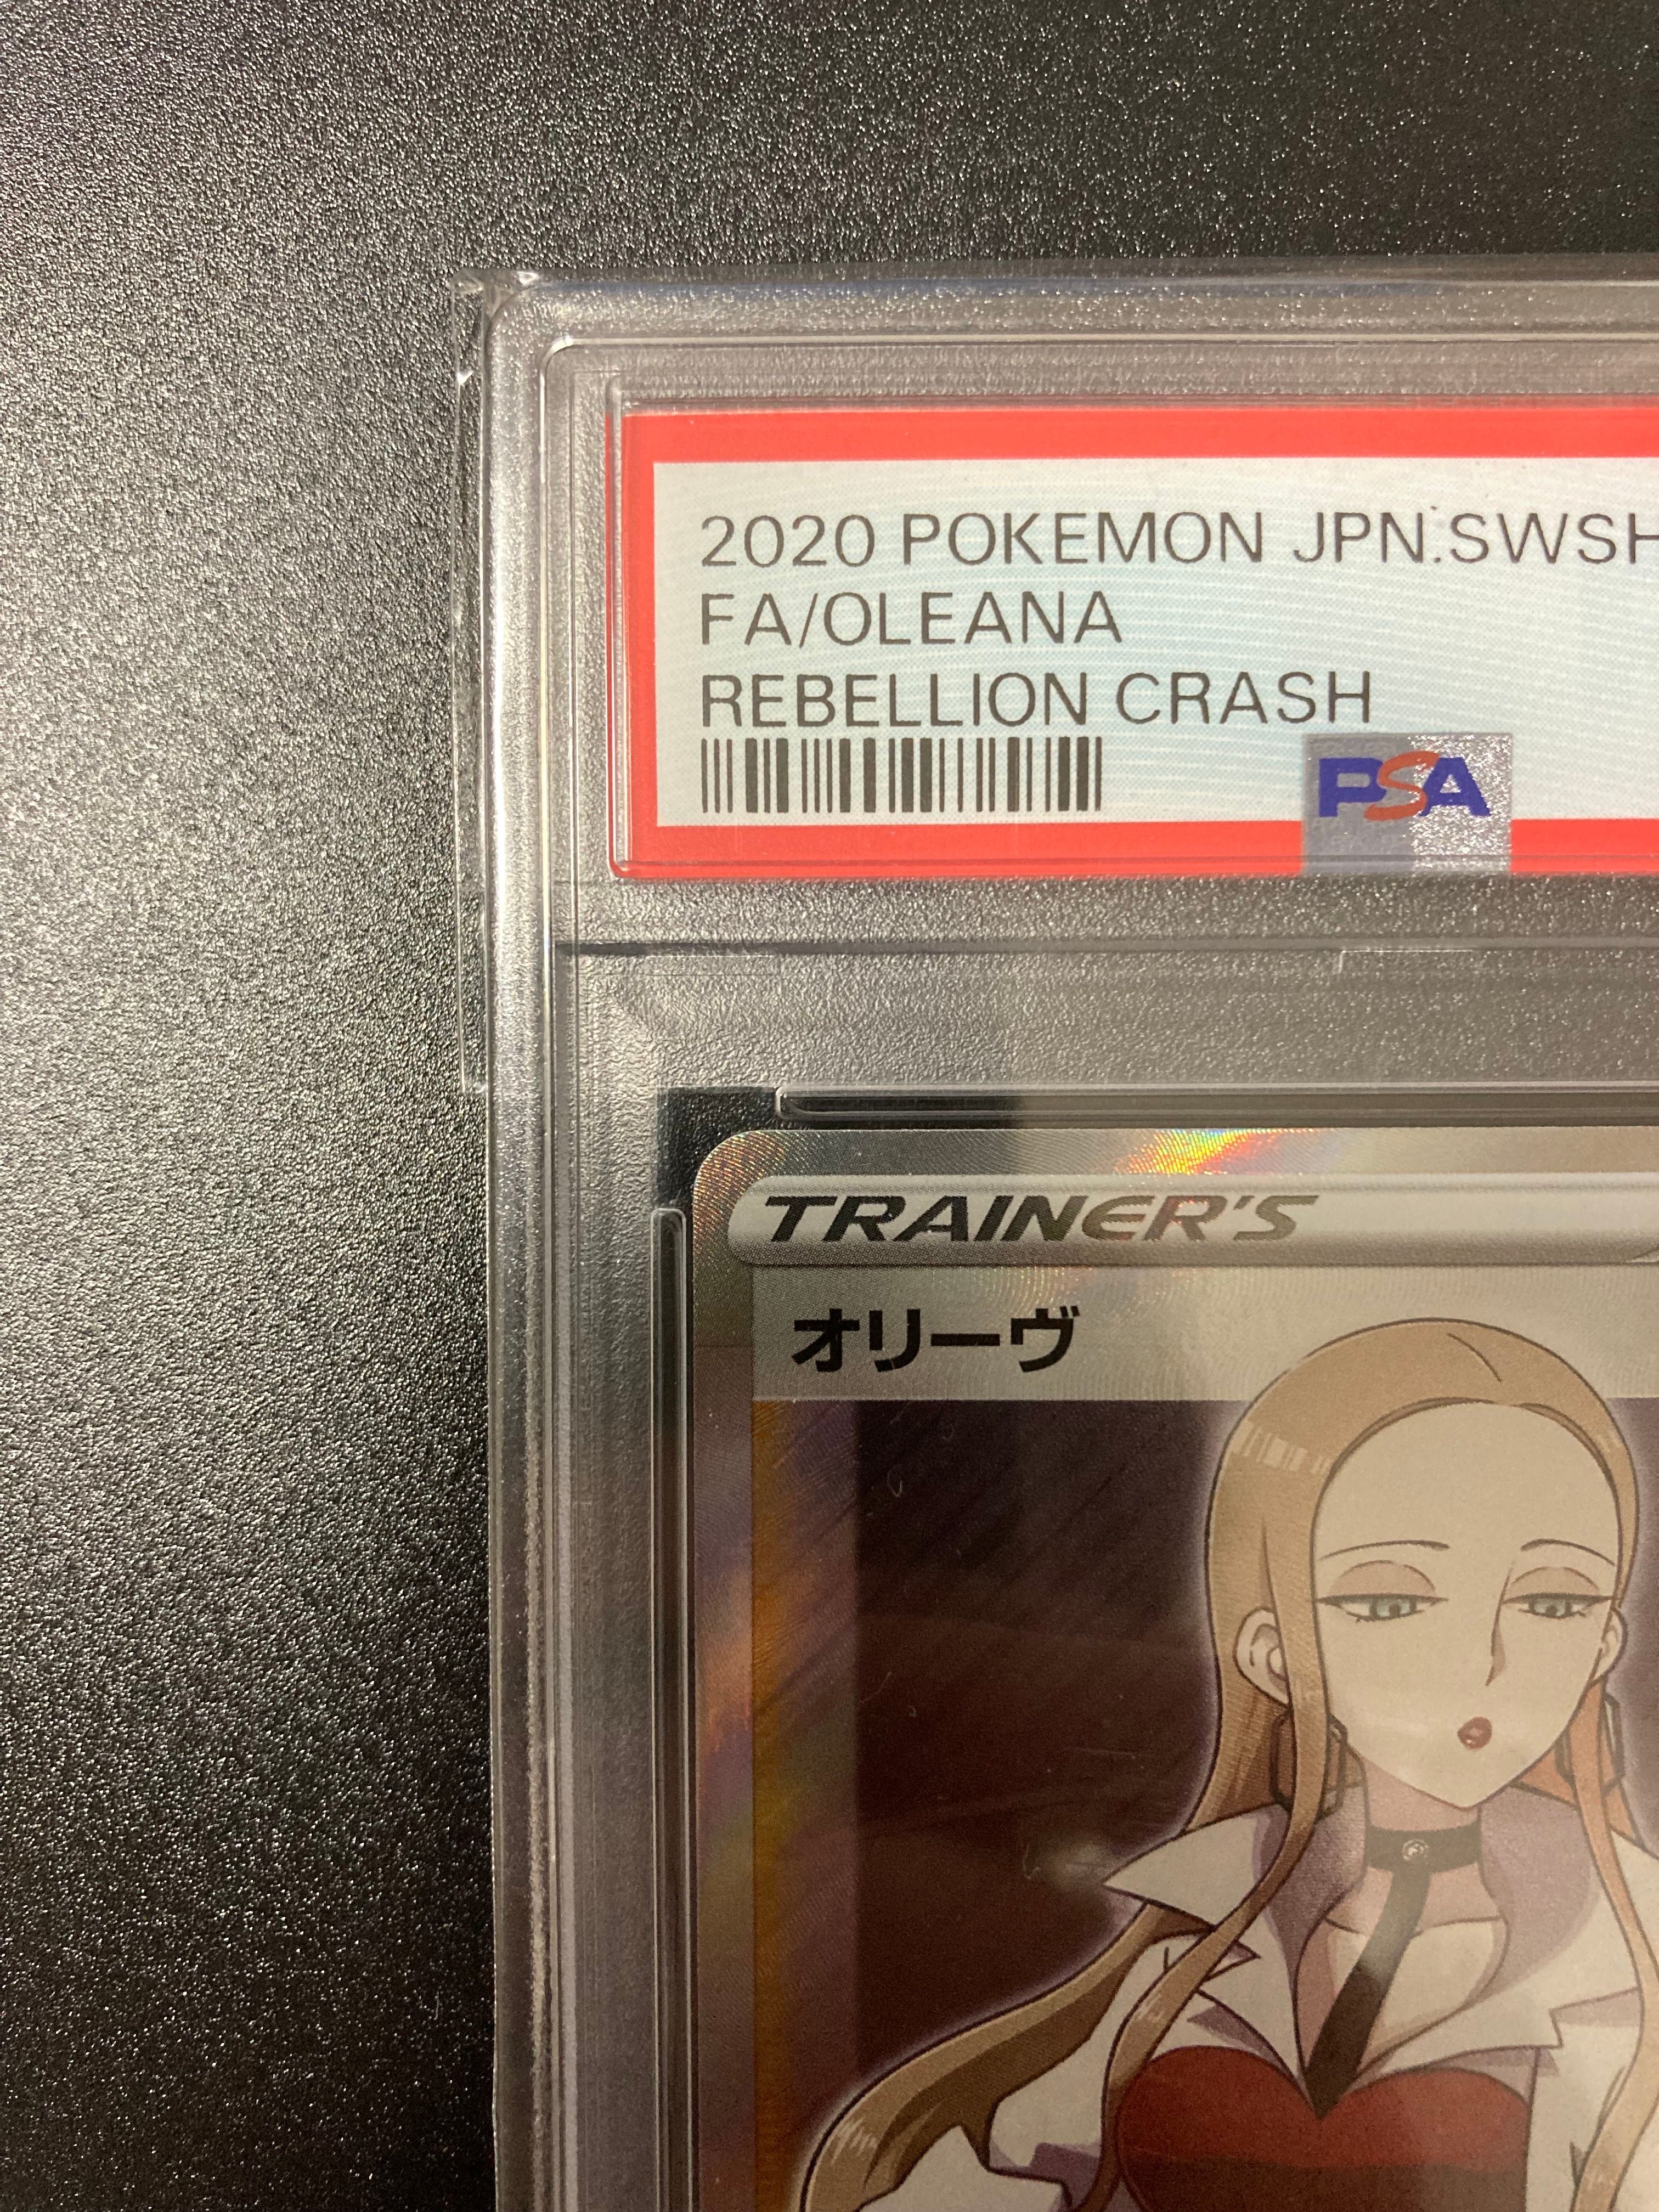 2020 POKEMON JPN.SWSH
FA/OLEANA
REBELLION CRASH
PSA
TRAINER'S
オリーヴ